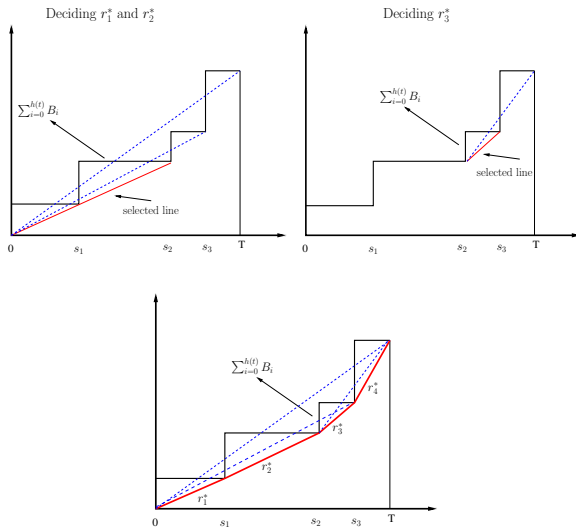 Deciding $r_1^*$ and $r_2^*$
$\sum_{i=0}^{h(t)} B_i$
selected line
0 $s_1$ $s_2$ $s_3$ T
Deciding $r_3^*$
$\sum_{i=0}^{h(t)} B_i$
selected line
0 $s_1$ $s_2$ $s_3$ T
$\sum_{i=0}^{h(t)} B_i$
$r_4^*$
$r_3^*$
$r_2^*$
$r_1^*$
0 $s_1$ $s_2$ $s_3$ T